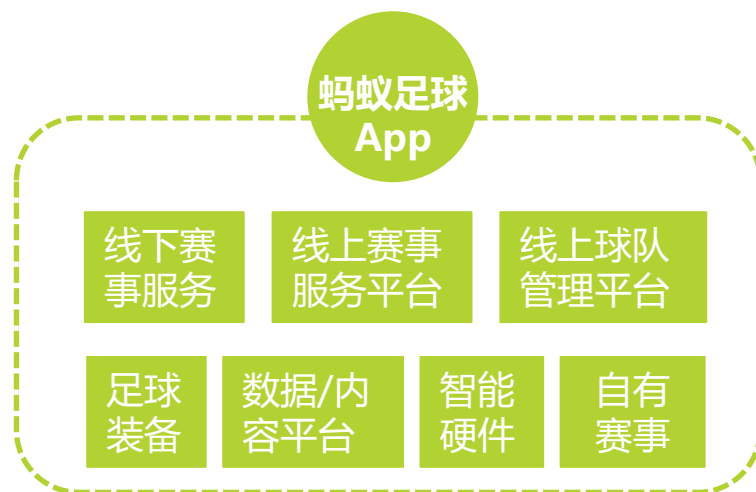 蚂蚁足球
App
线下赛
事服务
线上赛事
服务平台
线上球队
管理平台
足球
装备
数据/内
容平台
智能
硬件
自有
赛事